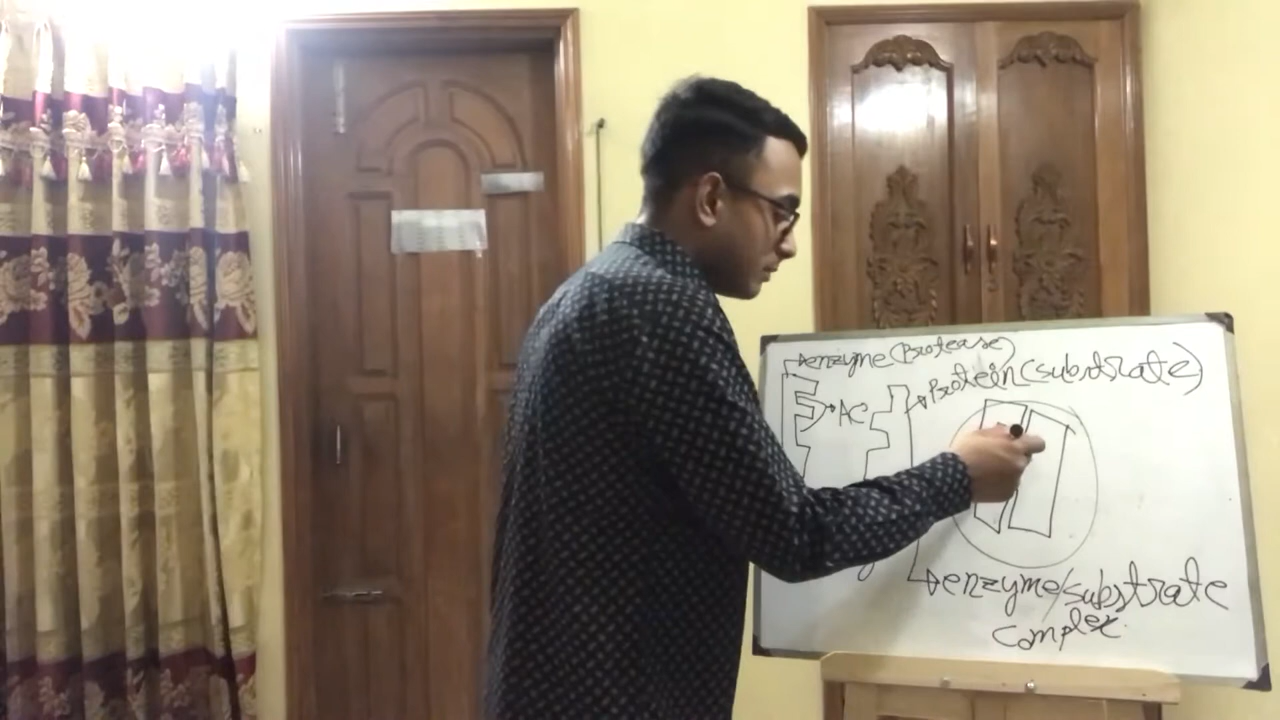 enzyme (Protease)
Protein (substrate)
AC
enzyme/substrate
complex